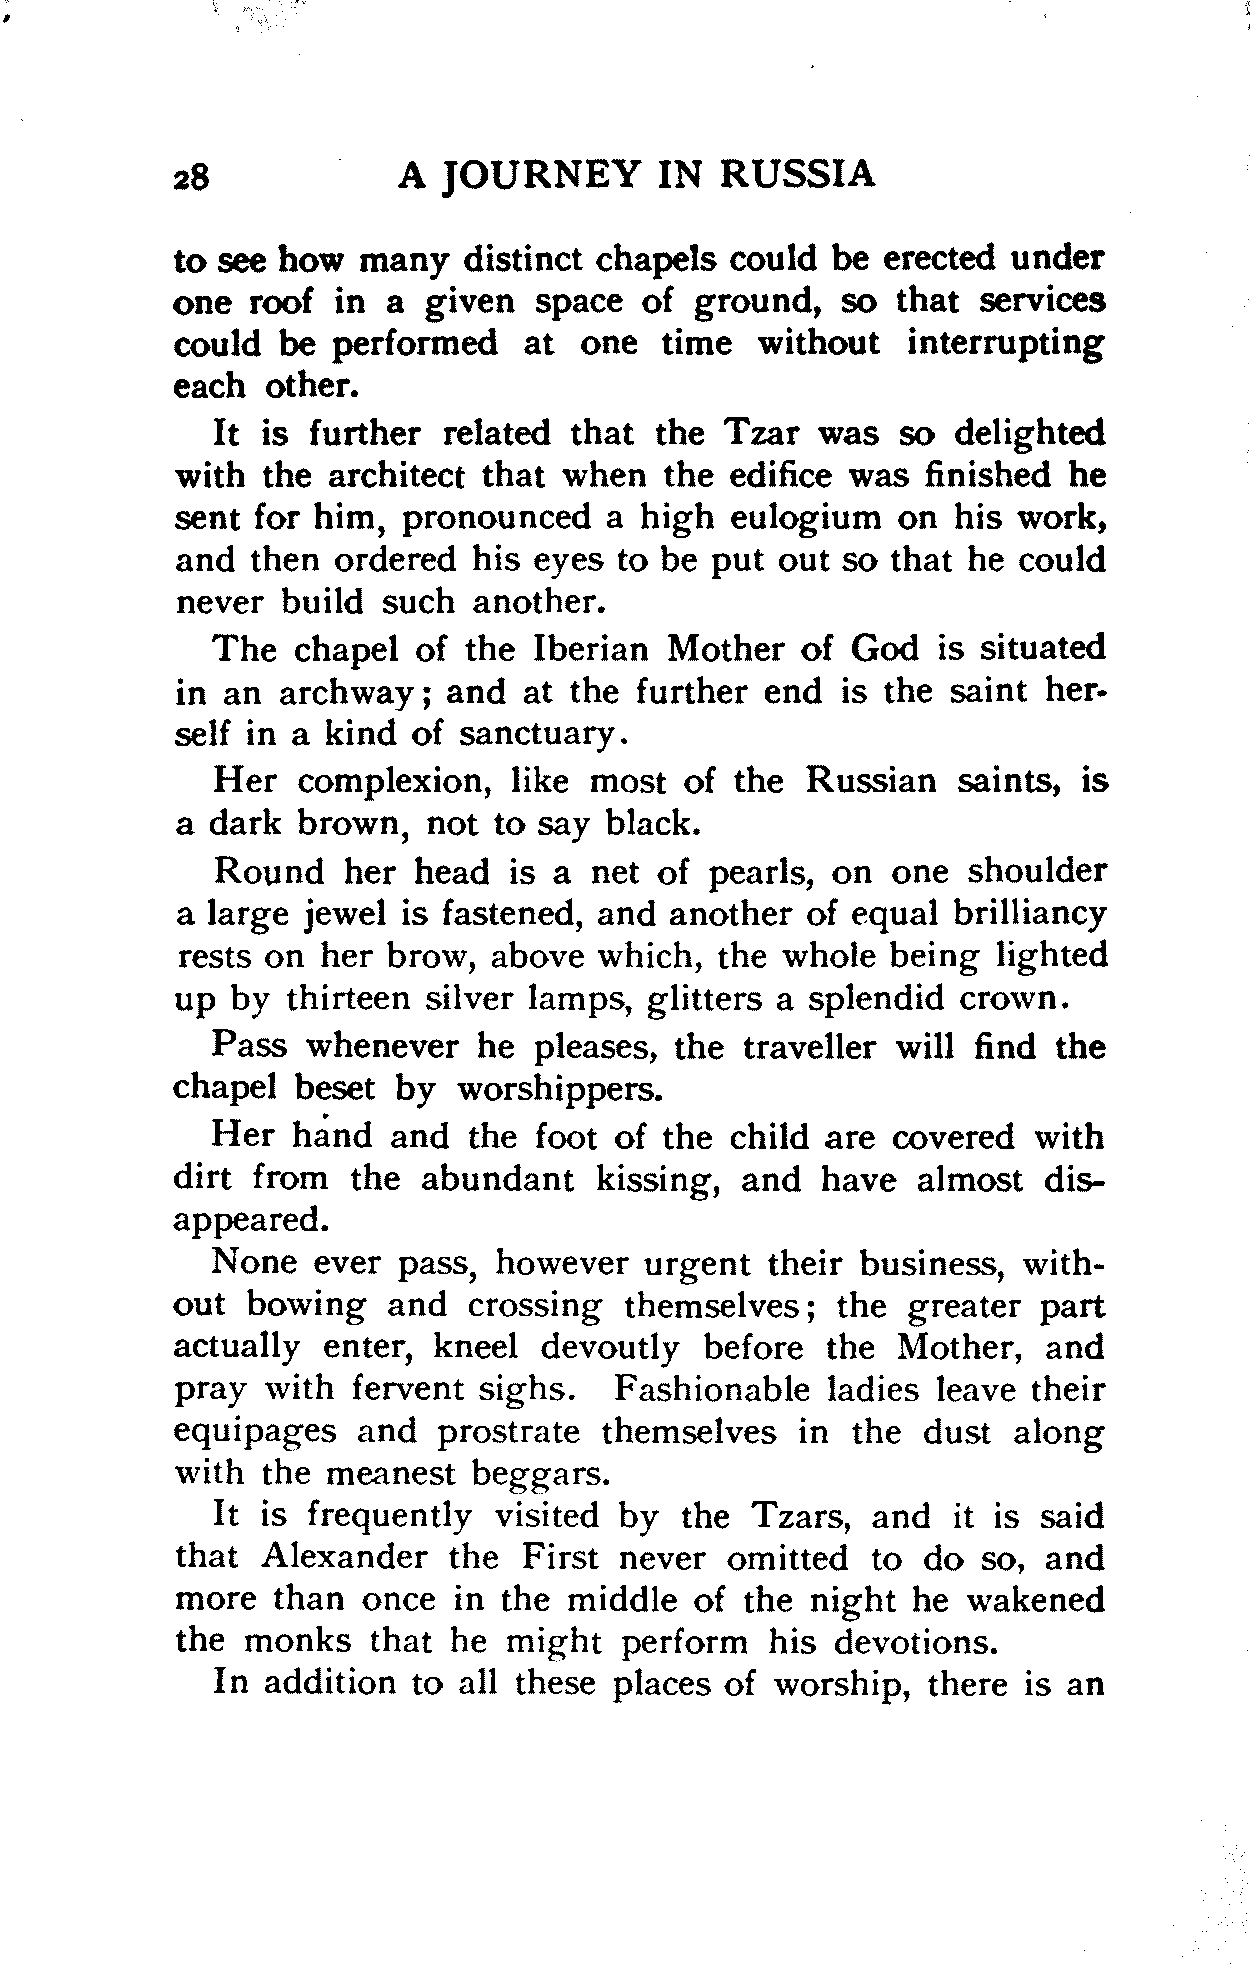 28 A JOURNEY IN RUSSIA
to see how many distinct chapels could be erected under
one roof in a given space of ground, so that services
could be performed at one time without interrupting
each other.
It is further related that the Tzar was so delighted
with the architect that when the edifice was finished he
sent for him, pronounced a high eulogium on his work,
and then ordered his eyes to be put out so that he could
never build such another.
The chapel of the Iberian Mother of God is situated
in an archway; and at the further end is the saint her-
self in a kind of sanctuary.
Her complexion, like most of the Russian saints, is
a dark brown, not to say black.
Round her head is a net of pearls, on one shoulder
a large jewel is fastened, and another of equal brilliancy
rests on her brow, above which, the whole being lighted
up by thirteen silver lamps, glitters a splendid crown.
Pass whenever he pleases, the traveller will find the
chapel beset by worshippers.
Her hand and the foot of the child are covered with
dirt from the abundant kissing, and have almost dis-
appeared.
None ever pass, however urgent their business, with-
out bowing and crossing themselves; the greater part
actually enter, kneel devoutly before the Mother, and
pray with fervent sighs. Fashionable ladies leave their
equipages and prostrate themselves in the dust along
with the meanest beggars.
It is frequently visited by the Tzars, and it is said
that Alexander the First never omitted to do so, and
more than once in the middle of the night he wakened
the monks that he might perform his devotions.
In addition to all these places of worship, there is an